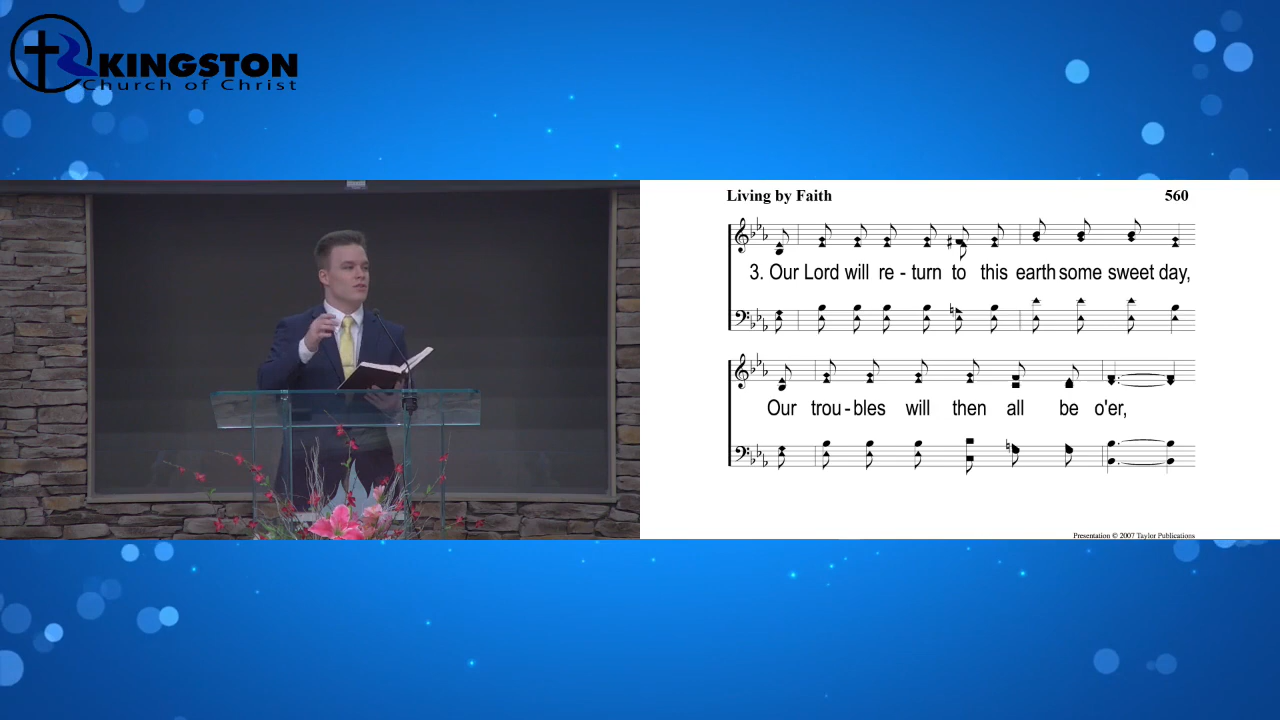 KINGSTON
Church of Christ
Living by Faith 560
3. Our Lord will re - turn to this earth some sweet day,
Our trou - bles will then all be o'er,
Presentation © 2007 Taylor Publications